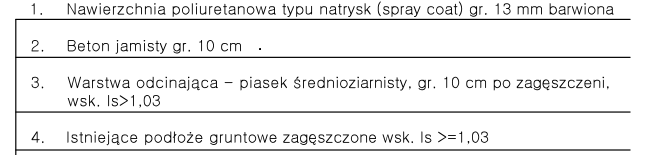 1. Nawierzchnia poliuretanowa typu natrysk (spray coat) gr. 13 mm barwiona
2. Beton jamisty gr. 10 cm .
3. Warstwa odcinająca - piasek średnioziarnisty, gr. 10 cm po zagęszczeni,
wsk. Is>1,03
4. Istniejące podłoże gruntowe zagęszczone wsk. Is >=1,03